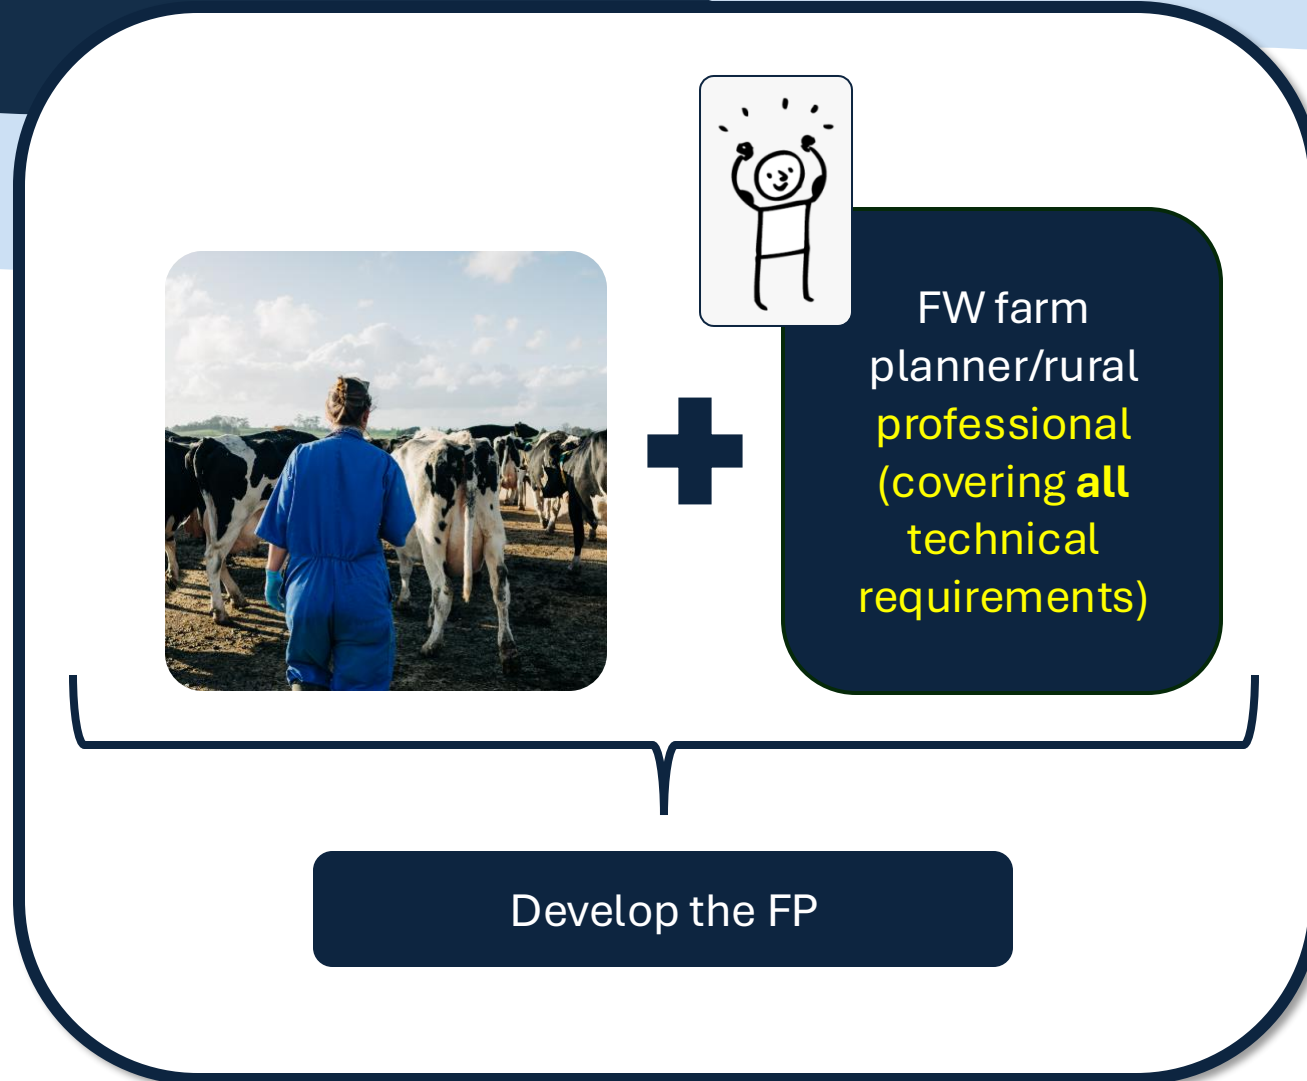 FW farm
planner/rural
professional
(covering all
technical
requirements)
Develop the FP